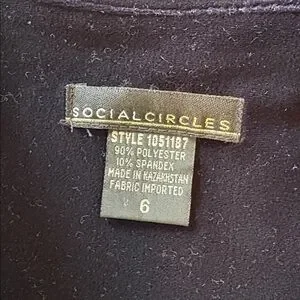 SOCIALCIRCLES
STYLE 1051187
90% POLYESTER
10% SPANDEX
MADE IN KAZAKHSTAN
FABRIC IMPORTED
6